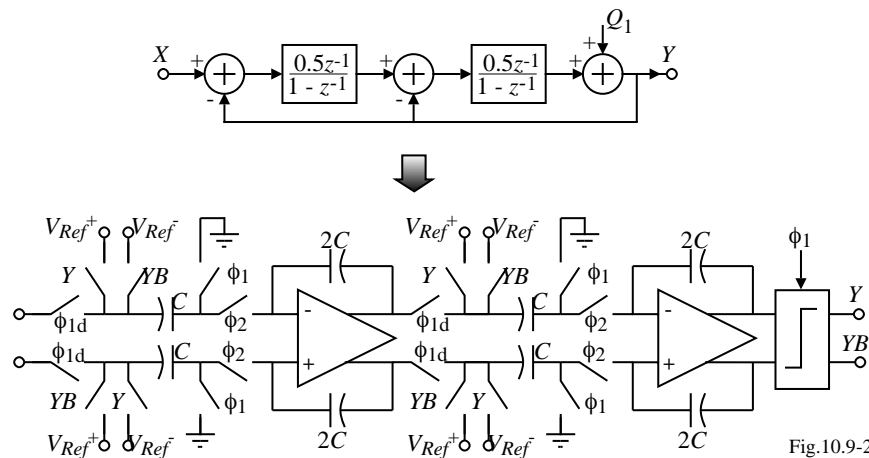 Q1
X + + + + Y
0.5z-1 0.5z-1
1 - z-1 1 - z-1
- -
VRef+ VRef- VRef+ VRef-
2C 2C
ϕ1 ϕ1 ϕ1
Y YB Y YB
C C Y
ϕ1d ϕ2 - ϕ1d ϕ2 -
ϕ1d C ϕ2 + ϕ1d C ϕ2 + YB
YB Y ϕ1 YB Y ϕ1
2C 2C
VRef+ VRef- VRef+ VRef-
Fig.10.9-2